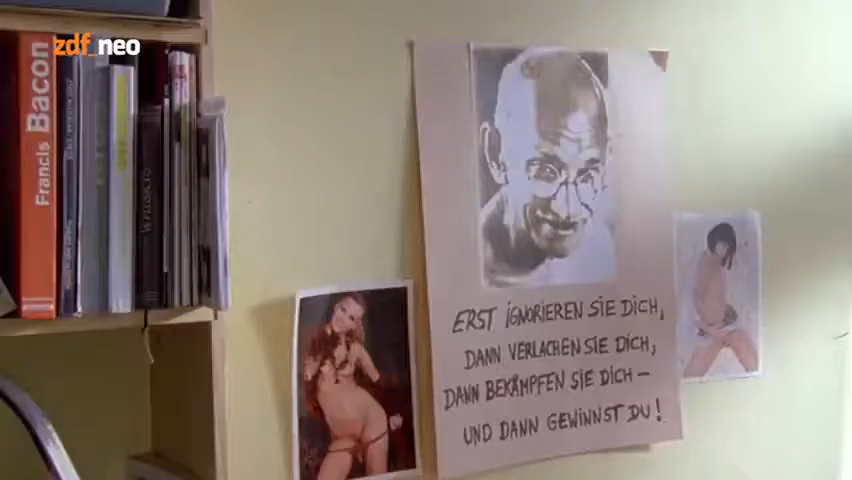 zdf_neo
Francis Bacon
ERST IGNORIEREN SIE DICH,
DANN VERLACHEN SIE DICH,
DANN BEKÄMPFEN SIE DICH –
UND DANN GEWINNST DU!